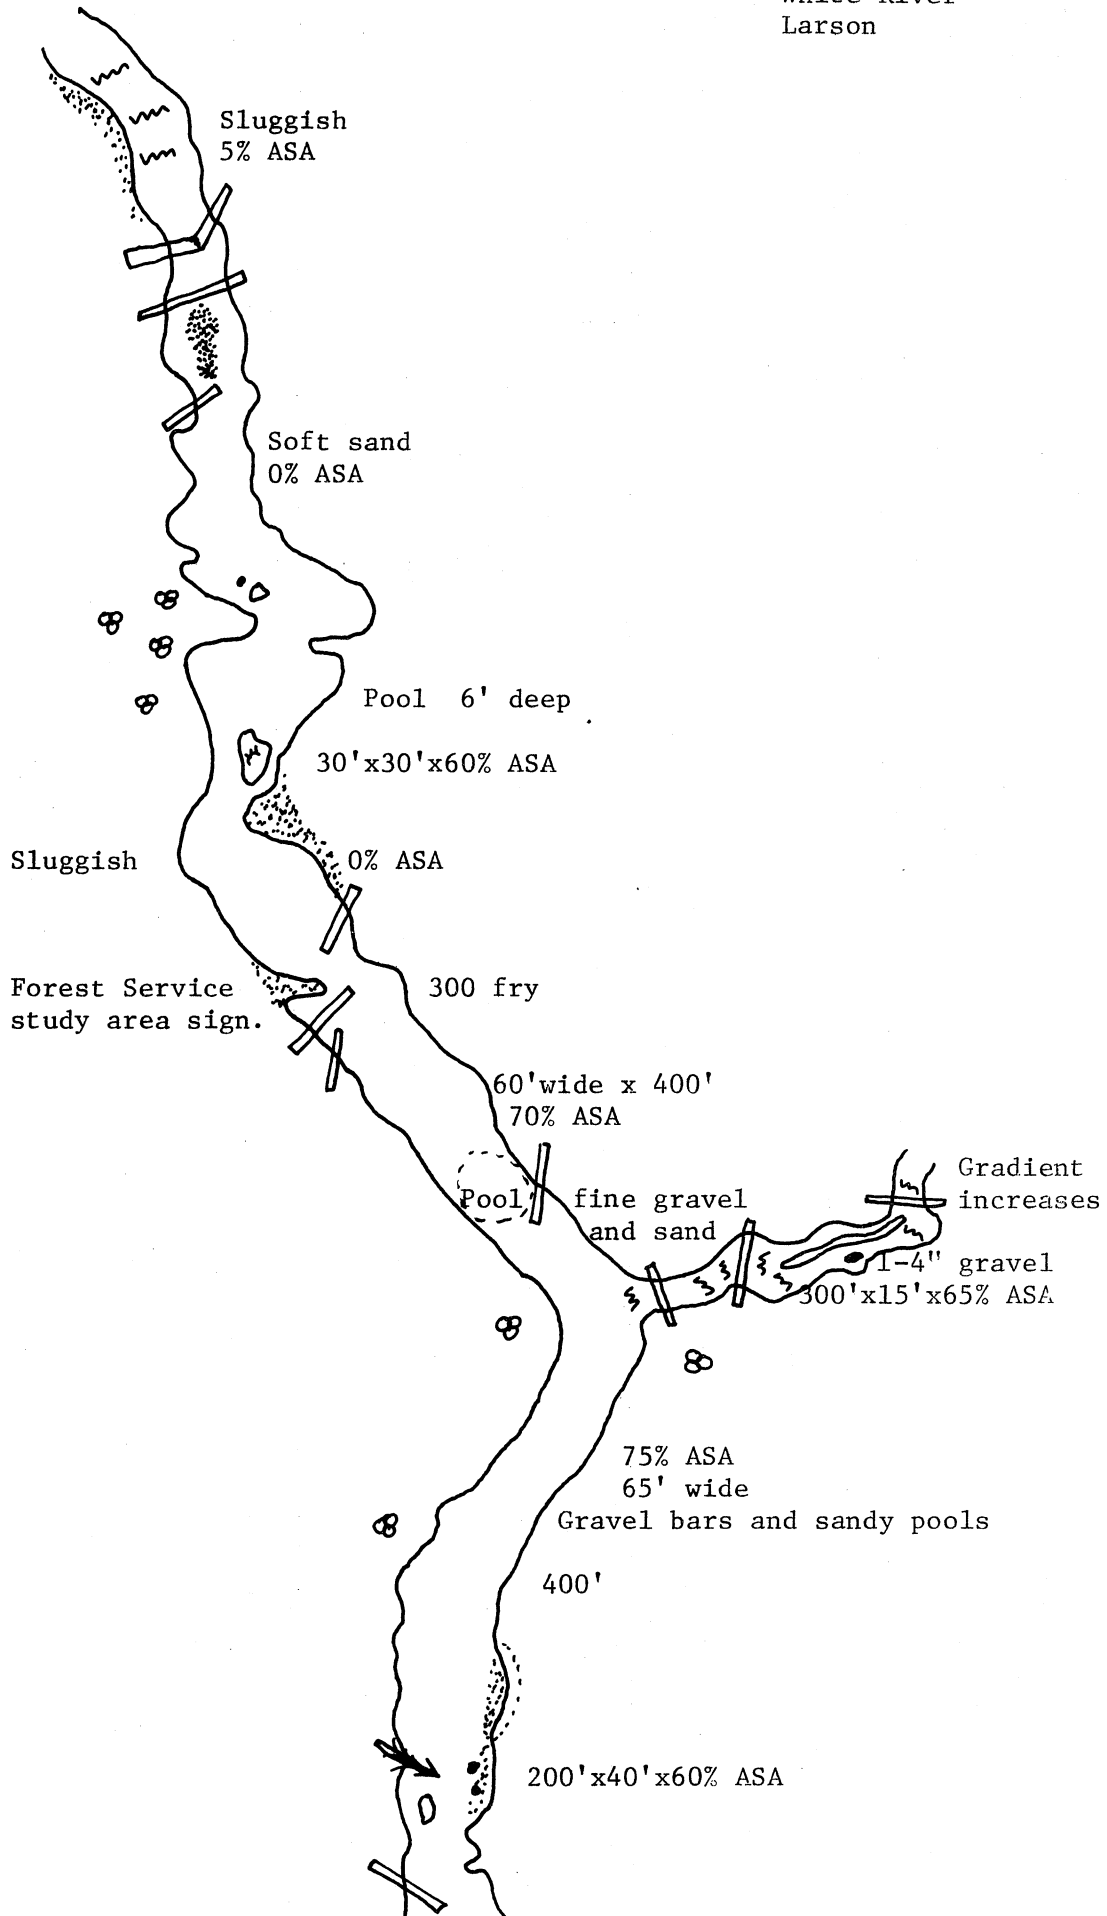 White River
Larson
Sluggish
5% ASA
Soft sand
0% ASA
Pool 6' deep
30'x30'x60% ASA
Sluggish
0% ASA
Forest Service
study area sign.
300 fry
60'wide x 400'
70% ASA
Pool
fine gravel
and sand
Gradient
increases
1-4" gravel
300'x15'x65% ASA
75% ASA
65' wide
Gravel bars and sandy pools
400'
200'x40'x60% ASA